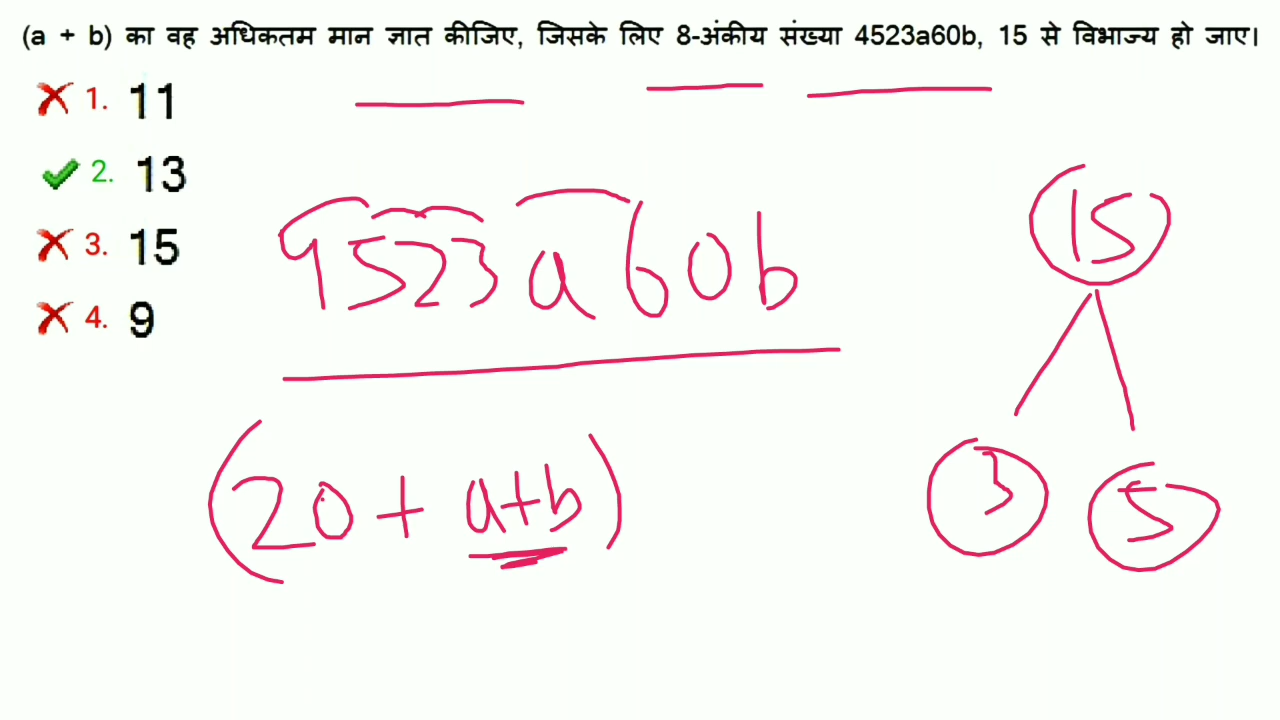 (a + b) का वह अधिकतम मान ज्ञात कीजिए, जिसके लिए 8-अंकीय संख्या 4523a60b, 15 से विभाज्य हो जाए।
1. 11
2. 13
3. 15
4. 9
4523a60b
(20 + a+b)
15
3 5